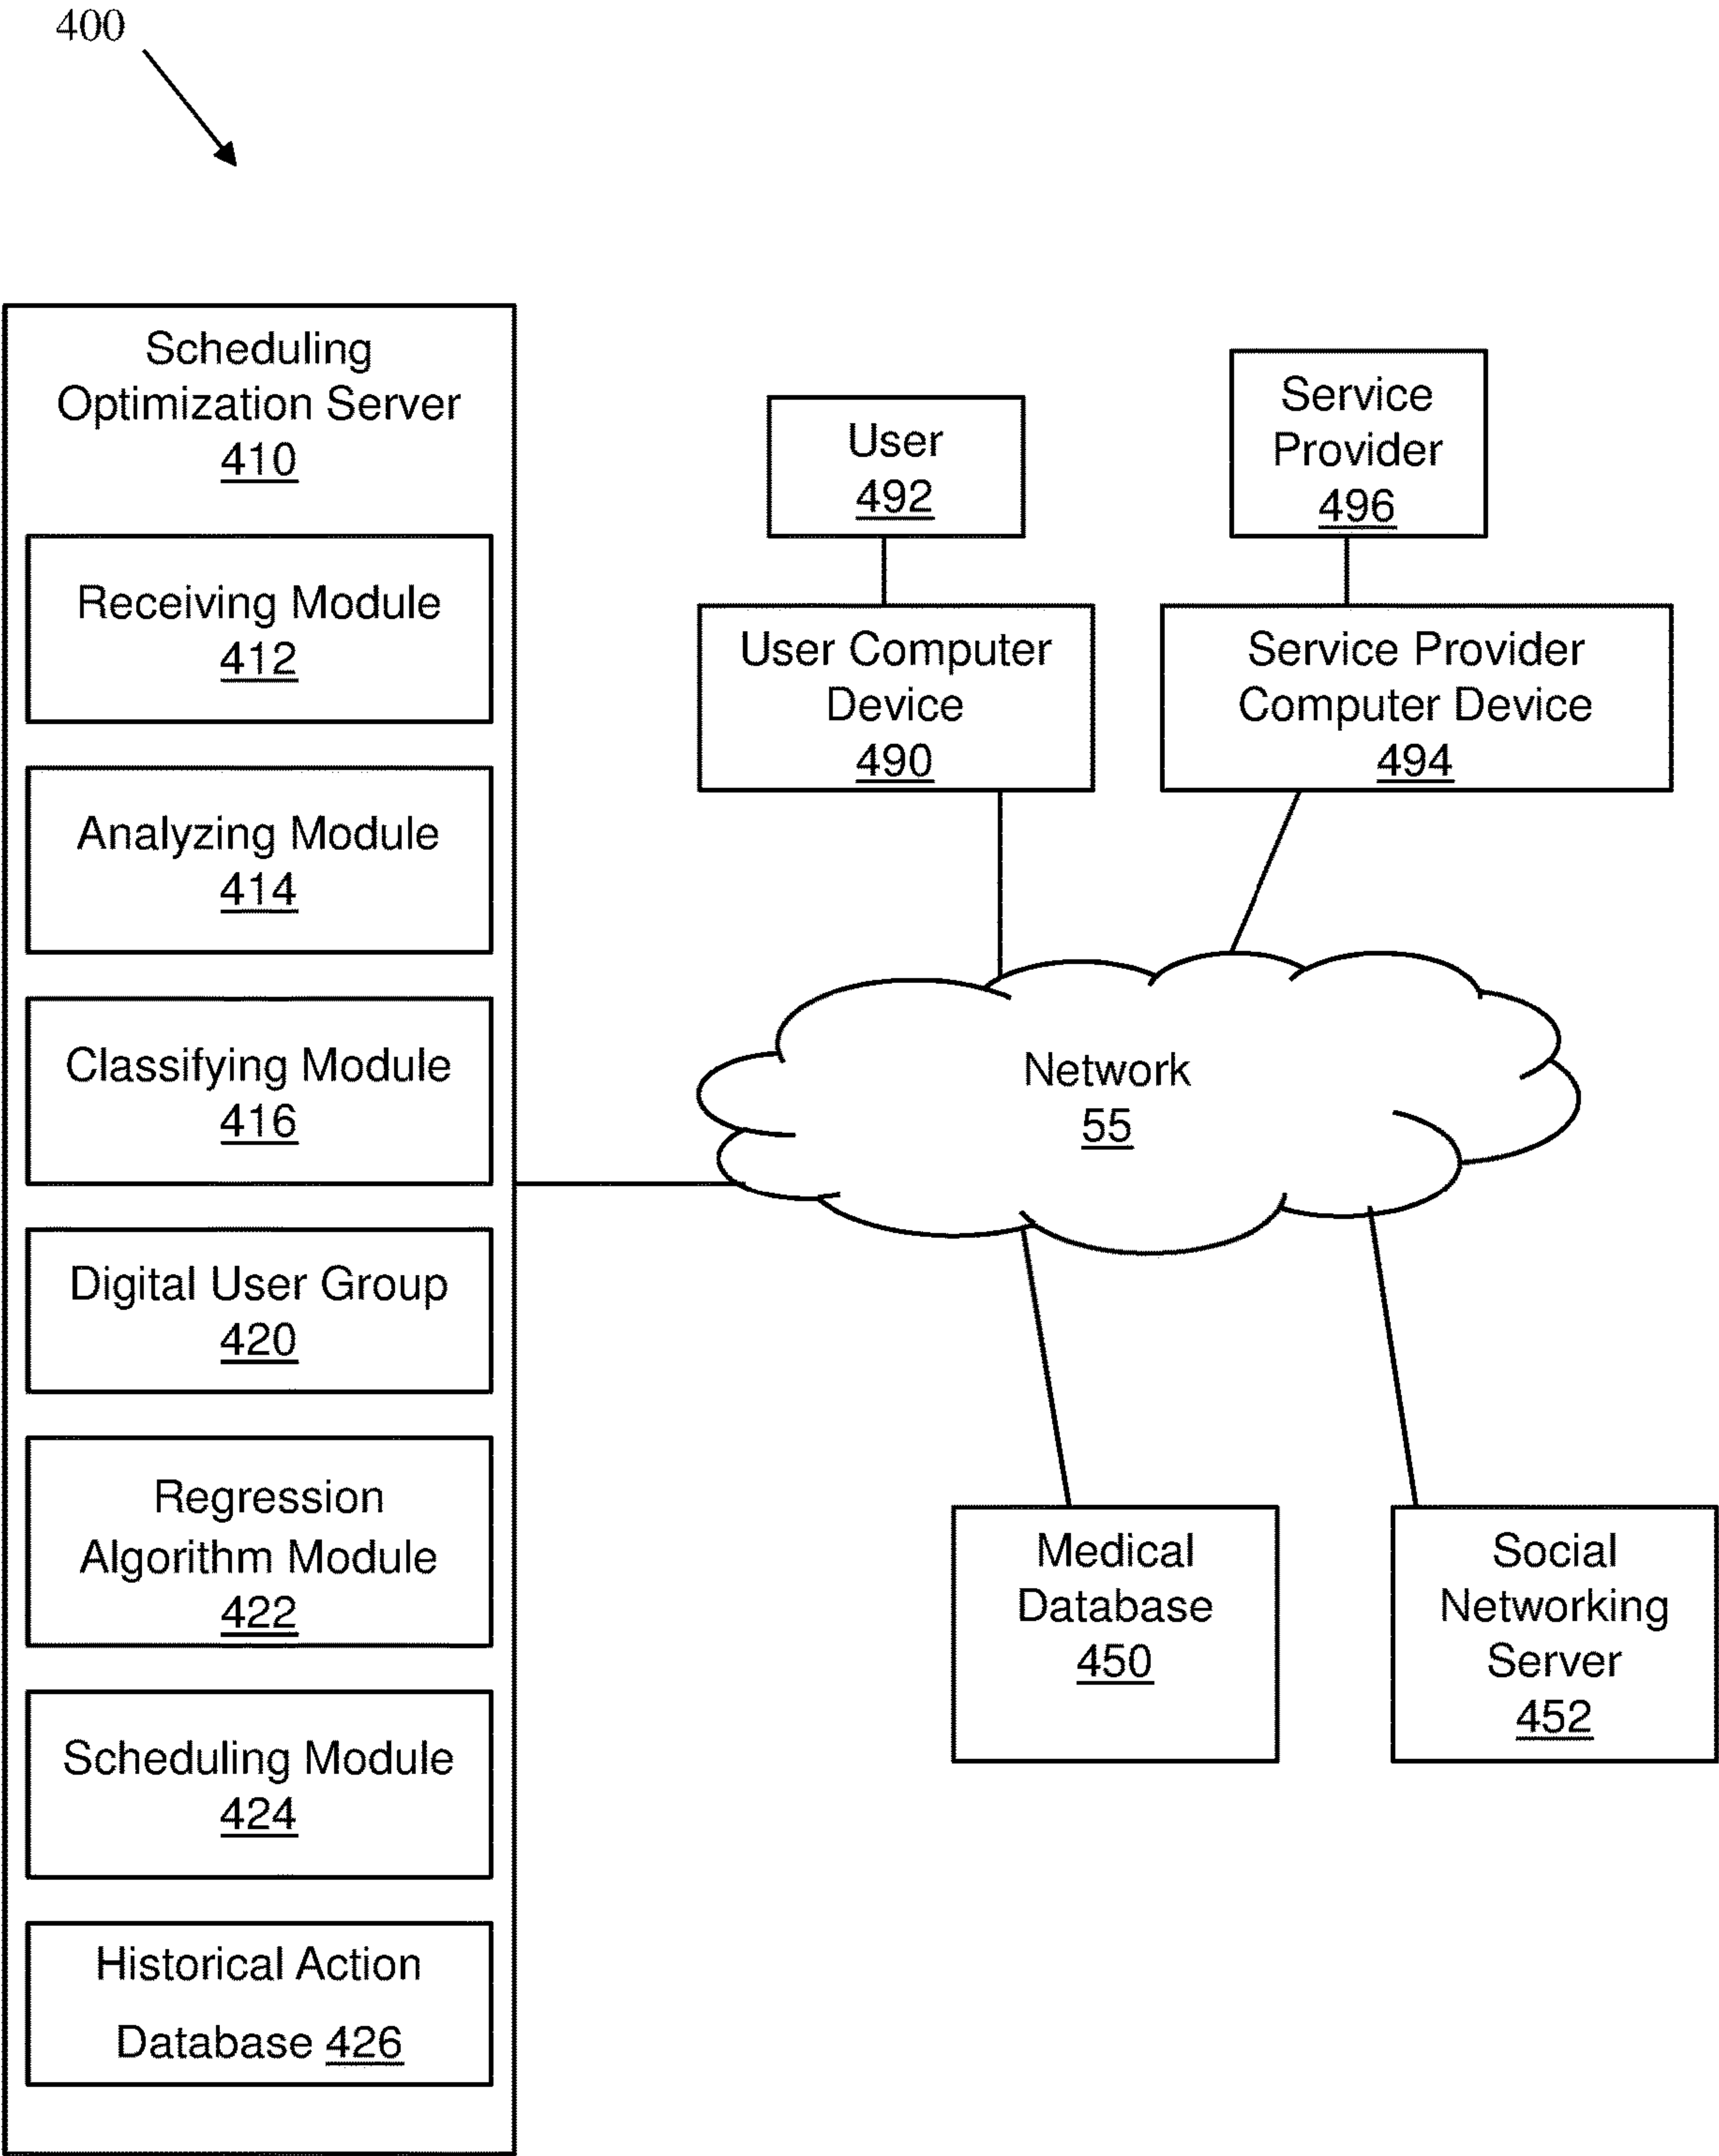 400
Scheduling
Optimization Server
410
Receiving Module
412
Analyzing Module
414
Classifying Module
416
Digital User Group
420
Regression
Algorithm Module
422
Scheduling Module
424
Historical Action
Database 426
User
492
Service
Provider
496
User Computer
Device
490
Service Provider
Computer Device
494
Network
55
Medical
Database
450
Social
Networking
Server
452